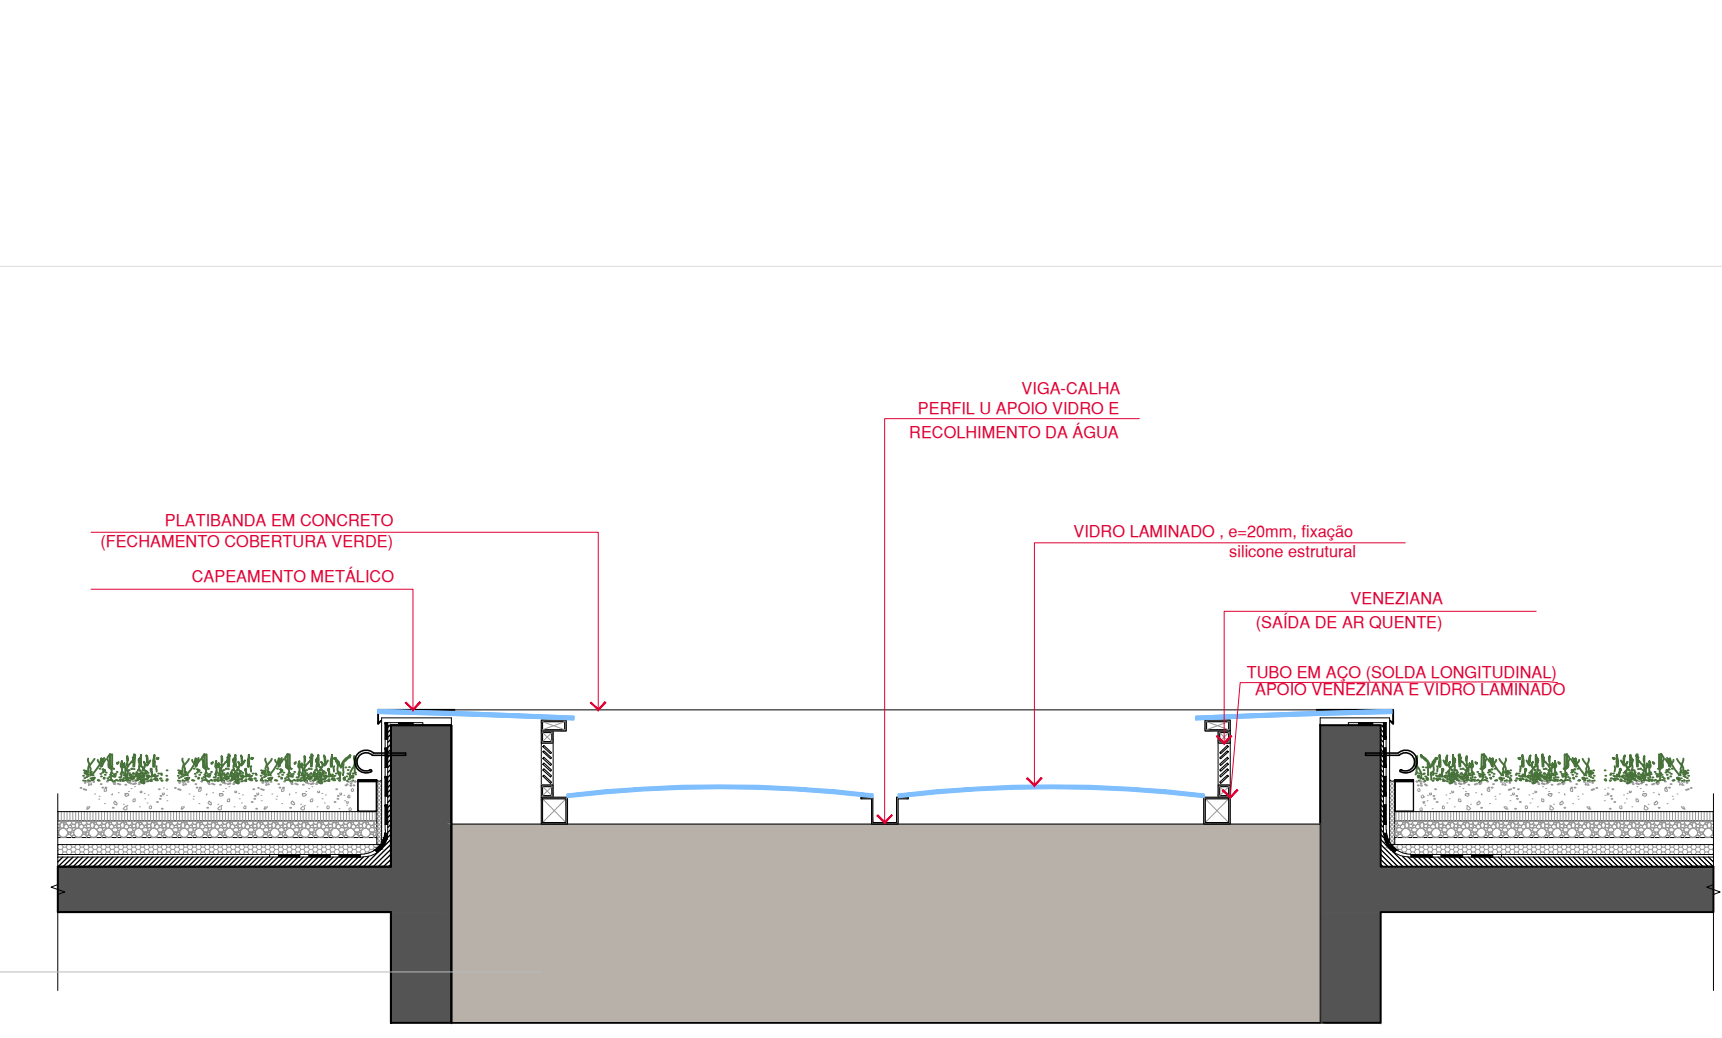 VIGA-CALHA
PERFIL U APOIO VIDRO E
RECOLHIMENTO DA ÁGUA
PLATIBANDA EM CONCRETO
(FECHAMENTO COBERTURA VERDE)
CAPEAMENTO METÁLICO
VIDRO LAMINADO , e=20mm, fixação
silicone estrutural
VENEZIANA
(SAÍDA DE AR QUENTE)
TUBO EM AÇO (SOLDA LONGITUDINAL)
APOIO VENEZIANA E VIDRO LAMINADO